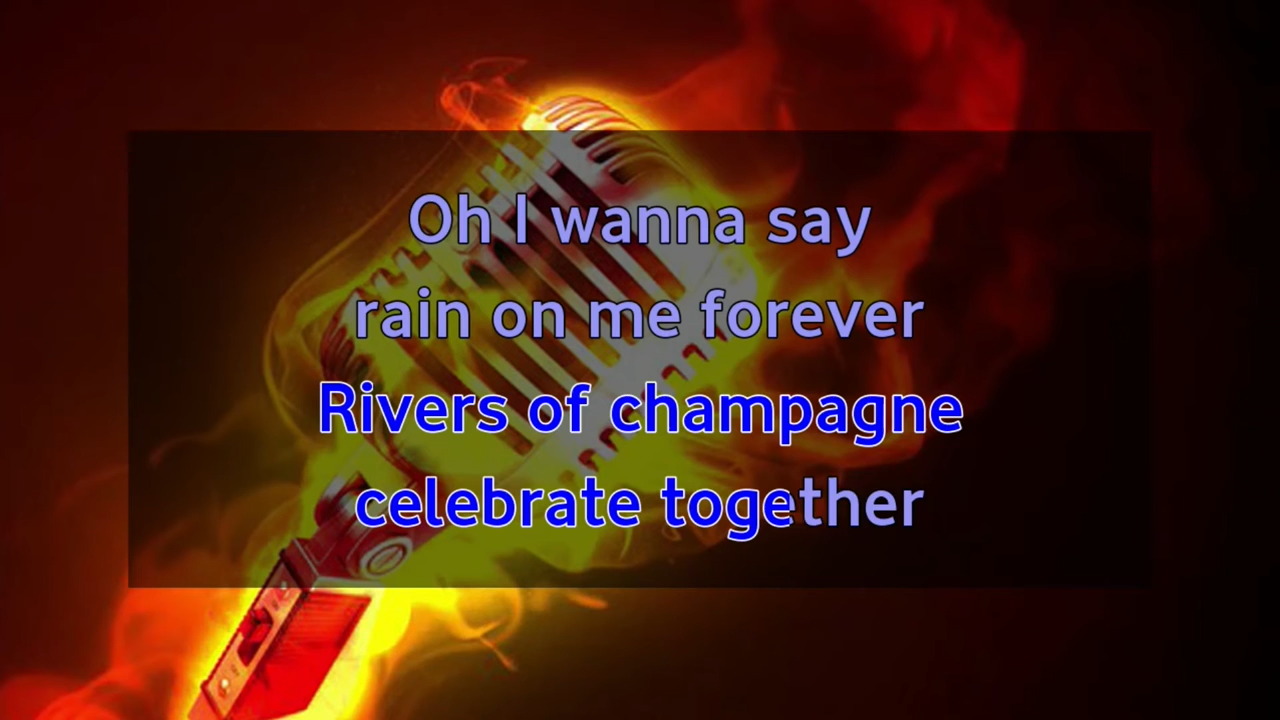 Oh I wanna say
rain on me forever
Rivers of champagne
celebrate together